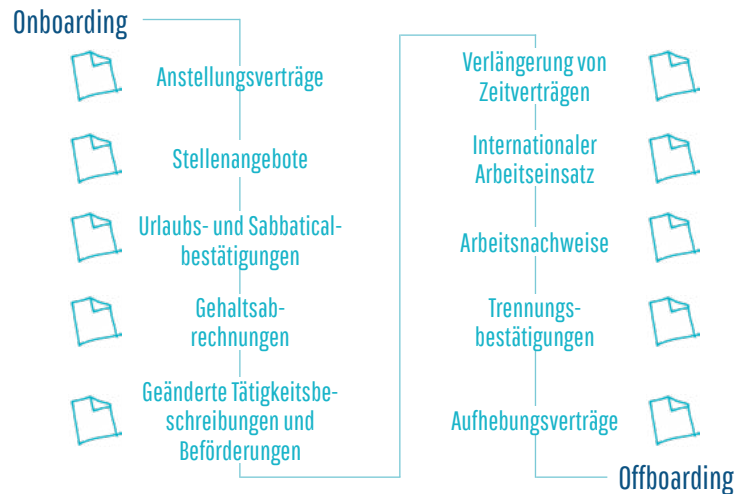 Onboarding
Anstellungsverträge
Stellenangebote
Urlaubs- und Sabbatical-
bestätigungen
Gehaltsab-
rechnungen
Geänderte Tätigkeitsbe-
schreibungen und
Beförderungen
Verlängerung von
Zeitverträgen
Internationaler
Arbeitseinsatz
Arbeitsnachweise
Trennungs-
bestätigungen
Aufhebungsverträge
Offboarding